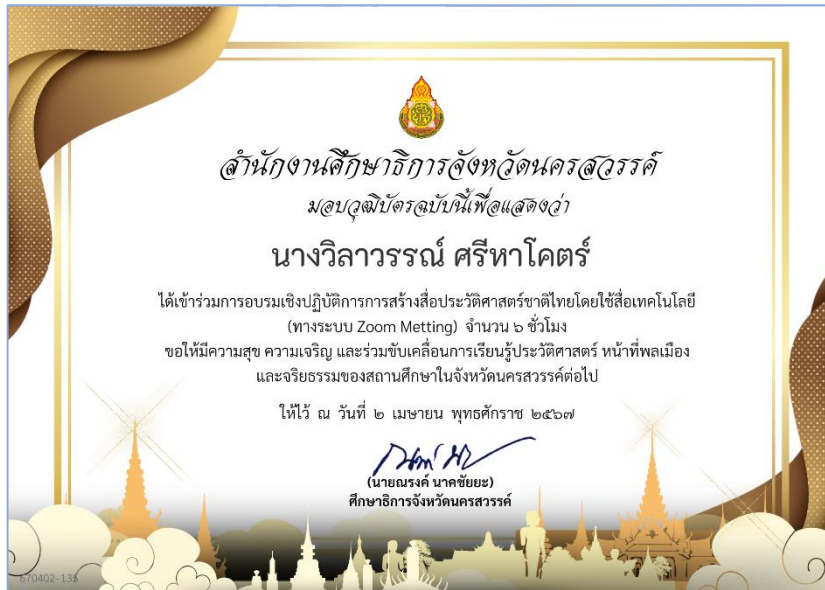 สำนักงานศึกษาธิการจังหวัดนครสวรรค์
มอบวุฒิบัตรฉบับนี้เพื่อแสดงว่า
นางวิลาวรรณ์ ศรีหาโคตร์
ได้เข้าร่วมการอบรมเชิงปฏิบัติการการสร้างสื่อประวัติศาสตร์ชาติไทยโดยใช้สื่อเทคโนโลยี
(ทางระบบ Zoom Metting) จำนวน ๖ ชั่วโมง
ขอให้มีความสุข ความเจริญ และร่วมขับเคลื่อนการเรียนรู้ประวัติศาสตร์ หน้าที่พลเมือง
และจริยธรรมของสถานศึกษาในจังหวัดนครสวรรค์ต่อไป
ให้ไว้ ณ วันที่ ๒ เมษายน พุทธศักราช ๒๕๖๗
(นายณรงค์ นาคชัยยะ)
ศึกษาธิการจังหวัดนครสวรรค์
670402-135